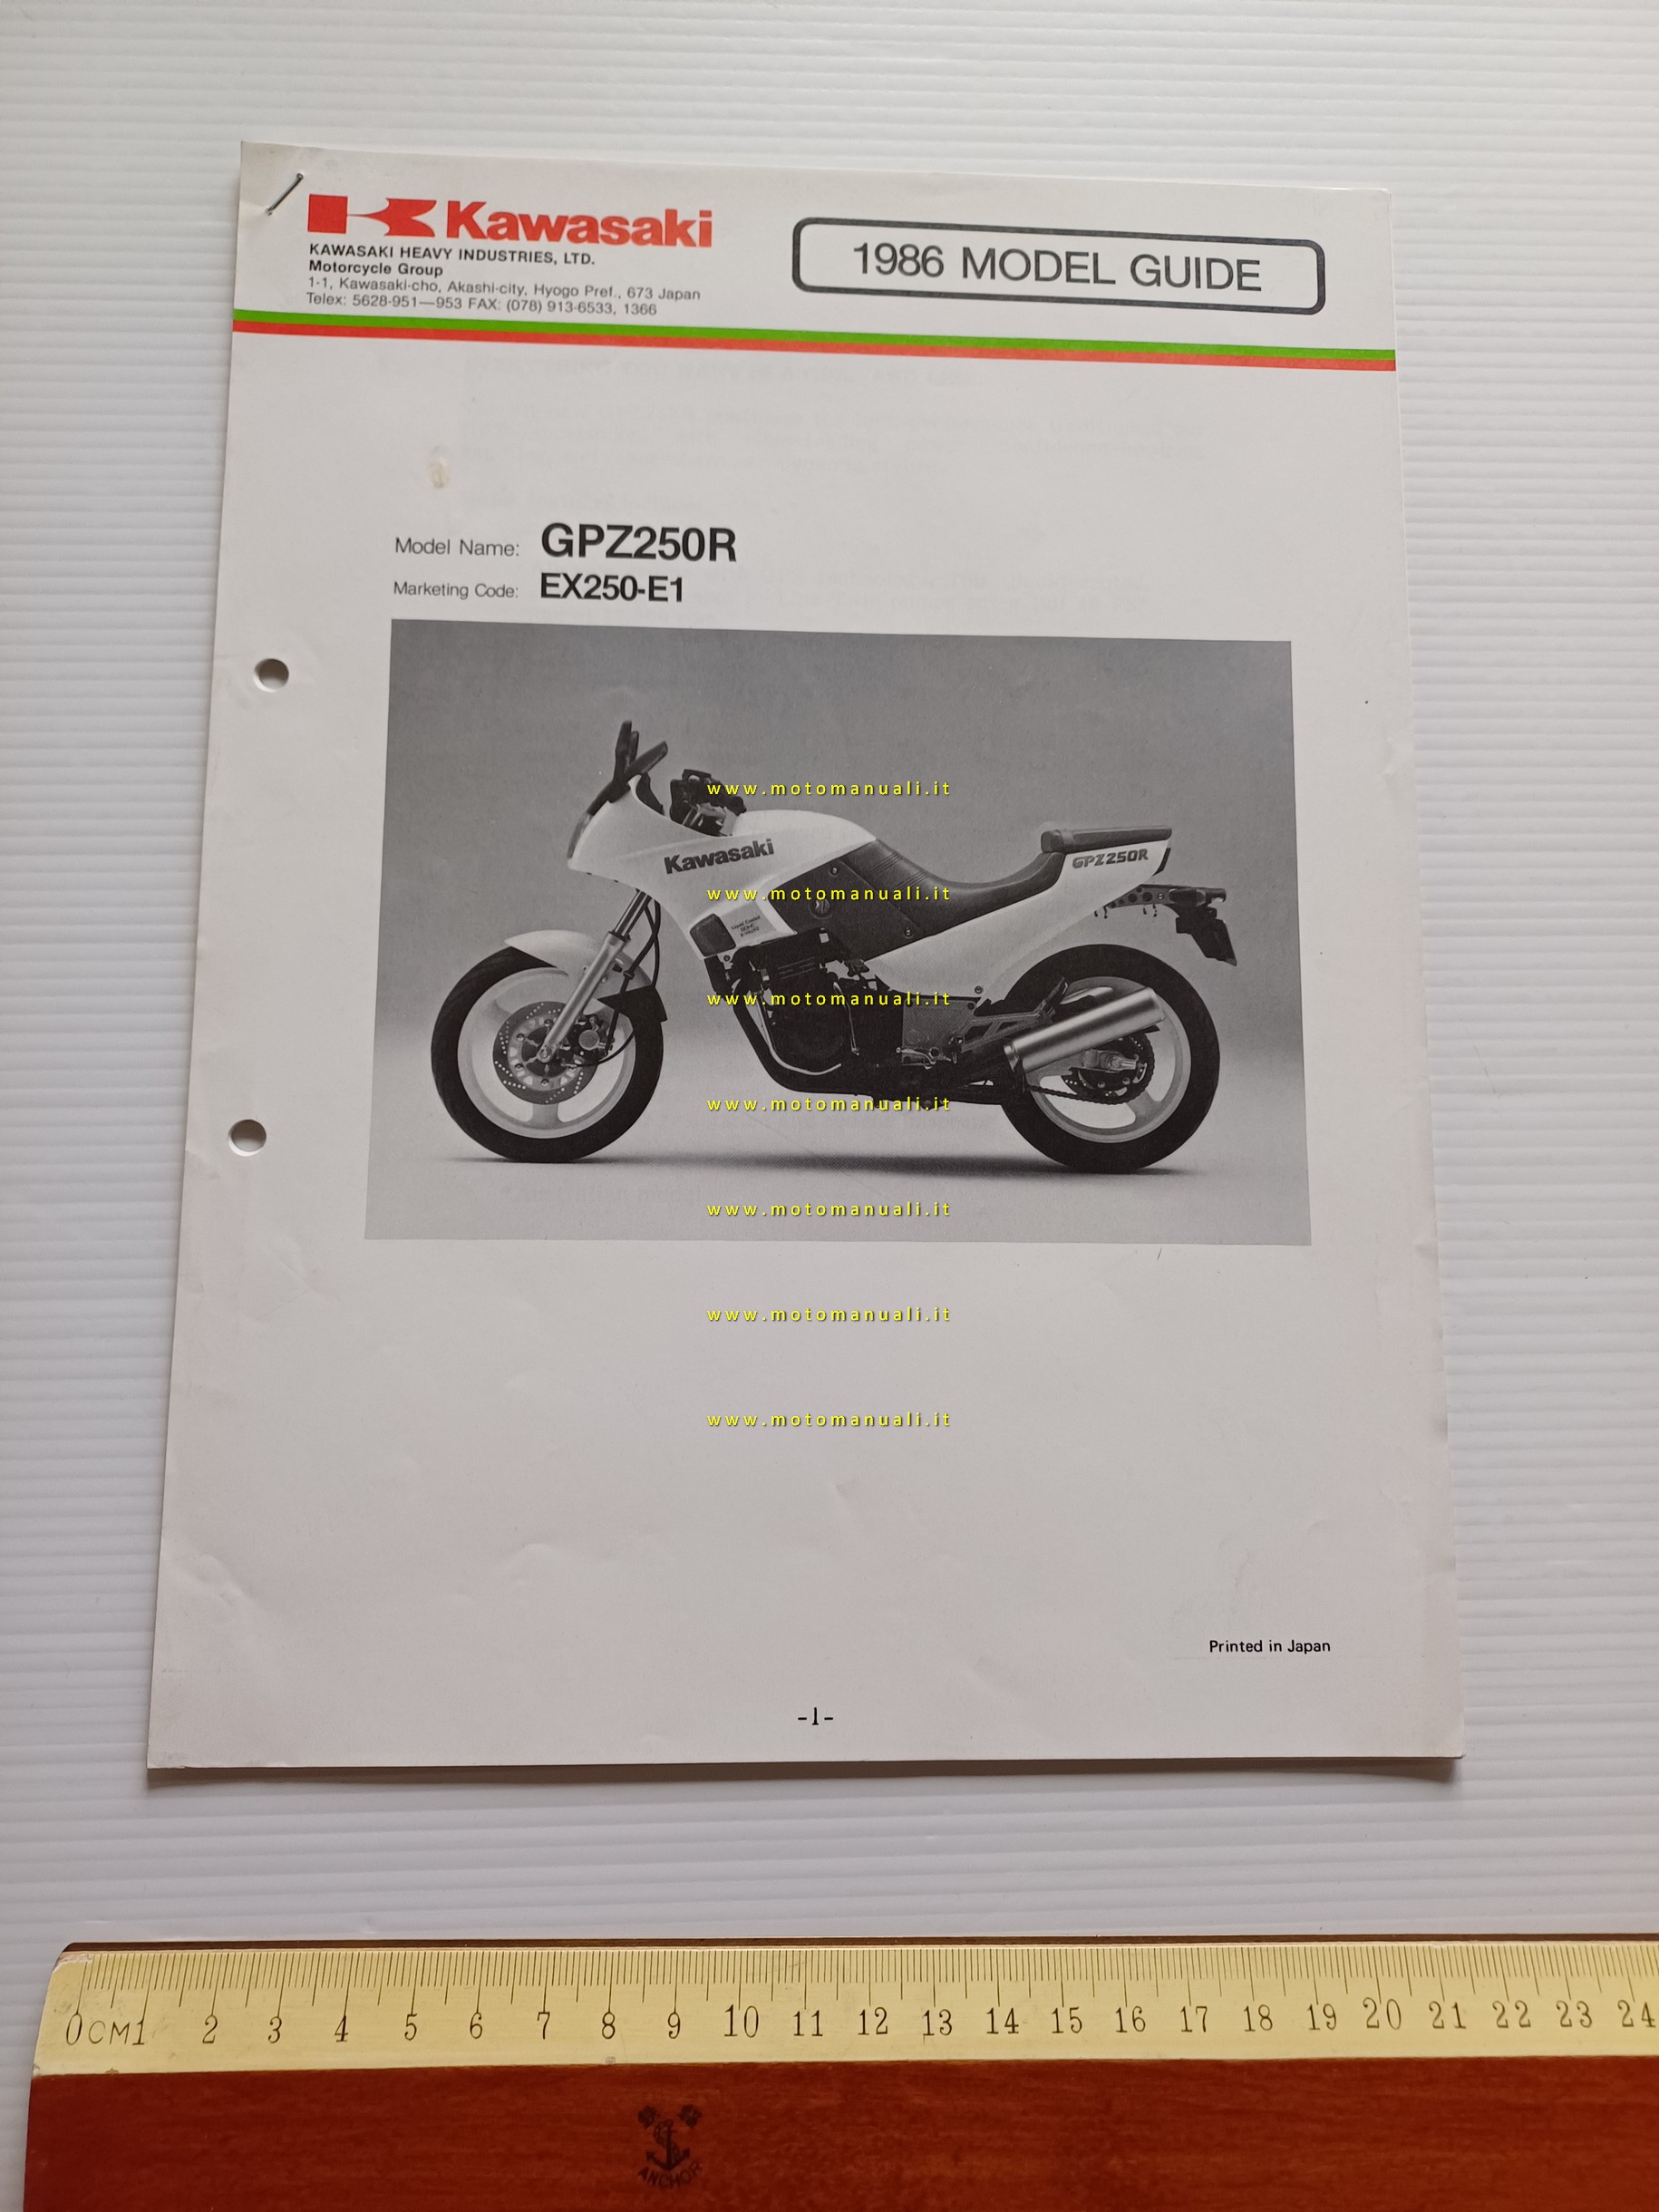 Kawasaki
KAWASAKI HEAVY INDUSTRIES, LTD.
Motorcycle Group
1-1, Kawasaki-cho, Akashi-city, Hyogo Pref., 673 Japan
Telex: 5628-951—953 FAX: (078) 913-6533, 1366
1986 MODEL GUIDE
Model Name: GPZ250R
Marketing Code: EX250-E1
www.motomanuali.it
Kawasaki
GPZ250R
www.motomanuali.it
www.motomanuali.it
www.motomanuali.it
www.motomanuali.it
www.motomanuali.it
www.motomanuali.it
Printed in Japan
-1-
0CM1 2 3 4 5 6 7 8 9 10 11 12 13 14 15 16 17 18 19 20 21 22 23 24
ANCHOR